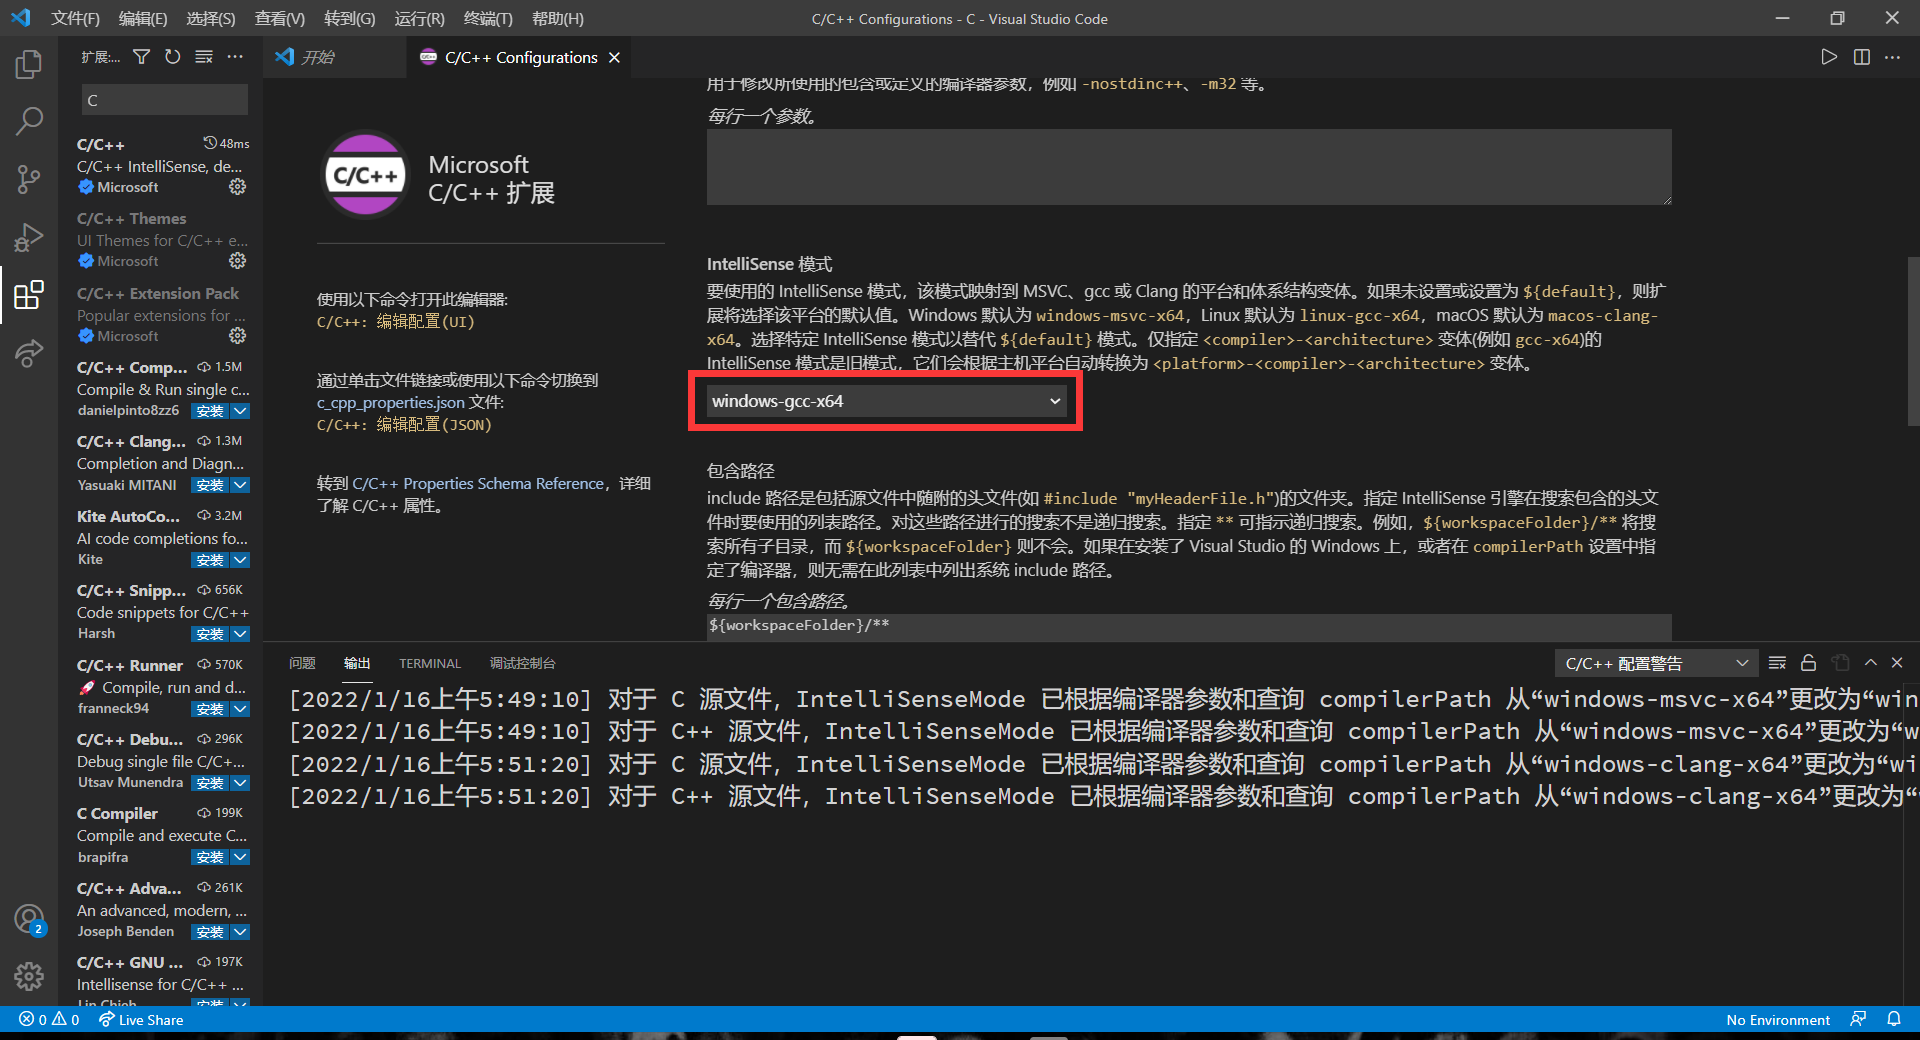 文件(F) 编辑(E) 选择(S) 查看(V) 转到(G) 运行(R) 终端(T) 帮助(H)
C/C++ Configurations - C - Visual Studio Code
扩展:...
开始
C/C++ Configurations
C
C/C++
48ms
C/C++ IntelliSense, de...
Microsoft
C/C++ Themes
UI Themes for C/C++ e...
Microsoft
C/C++ Extension Pack
Popular extensions for ...
Microsoft
C/C++ Comp...
1.5M
Compile & Run single c...
danielpinto8zz6
安装
C/C++ Clang...
1.3M
Completion and Diagn...
Yasuaki MITANI
安装
Kite AutoCo...
3.2M
AI code completions fo...
Kite
安装
C/C++ Snipp...
656K
Code snippets for C/C++
Harsh
安装
C/C++ Runner
570K
🚀 Compile, run and d...
franneck94
安装
C/C++ Debu...
296K
Debug single file C/C+...
Utsav Munendra
安装
C Compiler
199K
Compile and execute C...
brapifra
安装
C/C++ Adva...
261K
An advanced, modern, ...
Joseph Benden
安装
C/C++ GNU ...
197K
Intellisense for C/C++ ...
Lin Chieh
安装
2
C/C++
Microsoft
C/C++ 扩展
使用以下命令打开此编辑器:
C/C++: 编辑配置(UI)
通过单击文件链接或使用以下命令切换到
c_cpp_properties.json 文件:
C/C++: 编辑配置(JSON)
转到 C/C++ Properties Schema Reference，详细
了解 C/C++ 属性。
用于修改所使用的包含或定义的编译器参数，例如 -nostdinc++、-m32 等。
每行一个参数。
IntelliSense 模式
要使用的 IntelliSense 模式，该模式映射到 MSVC、gcc 或 Clang 的平台和体系结构变体。如果未设置或设置为 ${default}，则扩
展将选择该平台的默认值。Windows 默认为 windows-msvc-x64，Linux 默认为 linux-gcc-x64，macOS 默认为 macos-clang-
x64。选择特定 IntelliSense 模式以替代 ${default} 模式。仅指定 <compiler>-<architecture> 变体(例如 gcc-x64)的
IntelliSense 模式是旧模式，它们会根据主机平台自动转换为 <platform>-<compiler>-<architecture> 变体。
windows-gcc-x64
包含路径
include 路径是包括源文件中随附的头文件(如 #include "myHeaderFile.h")的文件夹。指定 IntelliSense 引擎在搜索包含的头文
件时要使用的列表路径。对这些路径进行的搜索不是递归搜索。指定 ** 可指示递归搜索。例如，${workspaceFolder}/** 将搜
索所有子目录，而 ${workspaceFolder} 则不会。如果在安装了 Visual Studio 的 Windows 上，或者在 compilerPath 设置中指
定了编译器，则无需在此列表中列出系统 include 路径。
每行一个包含路径。
${workspaceFolder}/**
问题 输出 TERMINAL 调试控制台
C/C++ 配置警告
[2022/1/16上午5:49:10] 对于 C 源文件，IntelliSenseMode 已根据编译器参数和查询 compilerPath 从“windows-msvc-x64”更改为“win
[2022/1/16上午5:49:10] 对于 C++ 源文件，IntelliSenseMode 已根据编译器参数和查询 compilerPath 从“windows-msvc-x64”更改为“w
[2022/1/16上午5:51:20] 对于 C 源文件，IntelliSenseMode 已根据编译器参数和查询 compilerPath 从“windows-clang-x64”更改为“wi
[2022/1/16上午5:51:20] 对于 C++ 源文件，IntelliSenseMode 已根据编译器参数和查询 compilerPath 从“windows-clang-x64”更改为“
0 0 Live Share
No Environment